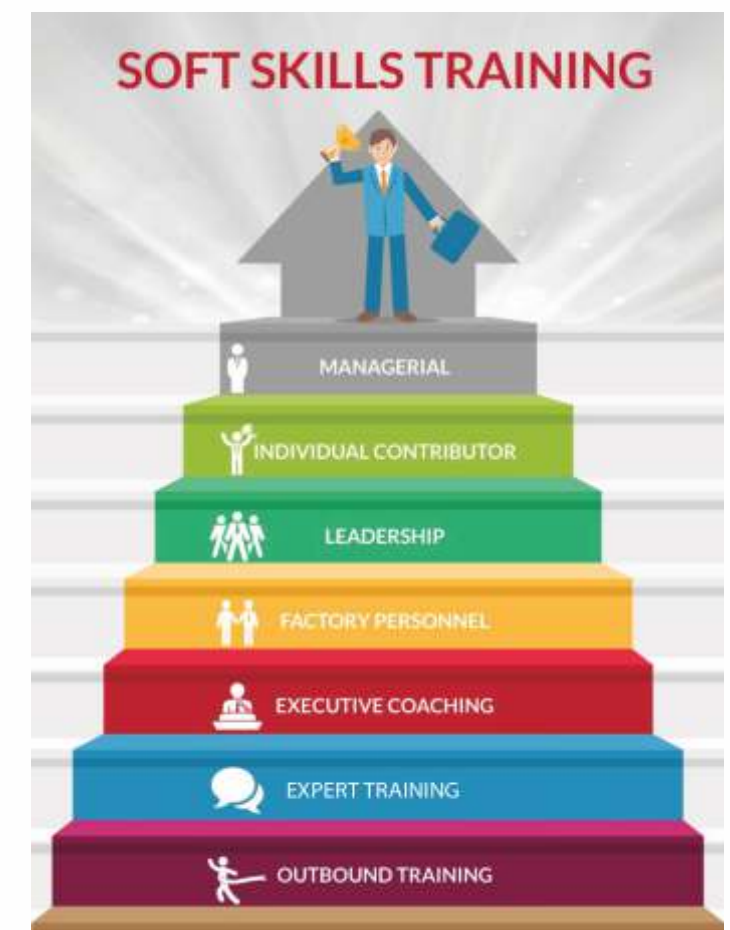 SOFT SKILLS TRAINING
MANAGERIAL
INDIVIDUAL CONTRIBUTOR
LEADERSHIP
FACTORY PERSONNEL
EXECUTIVE COACHING
EXPERT TRAINING
OUTBOUND TRAINING